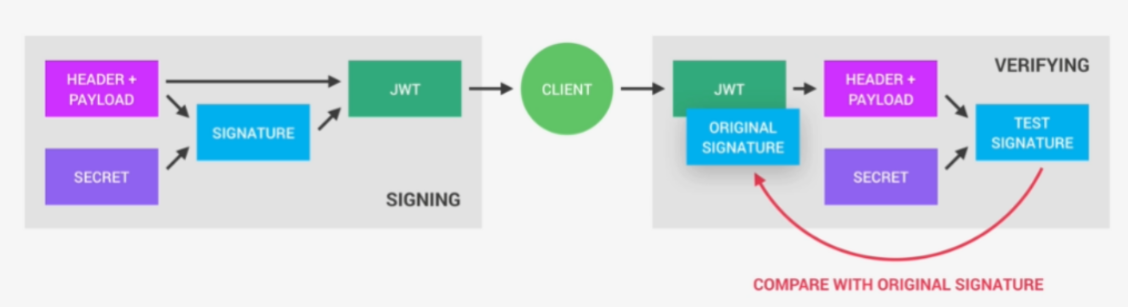 HEADER +
PAYLOAD
SIGNATURE
SECRET
JWT
SIGNING
CLIENT
JWT
ORIGINAL
SIGNATURE
HEADER +
PAYLOAD
SECRET
VERIFYING
TEST
SIGNATURE
COMPARE WITH ORIGINAL SIGNATURE